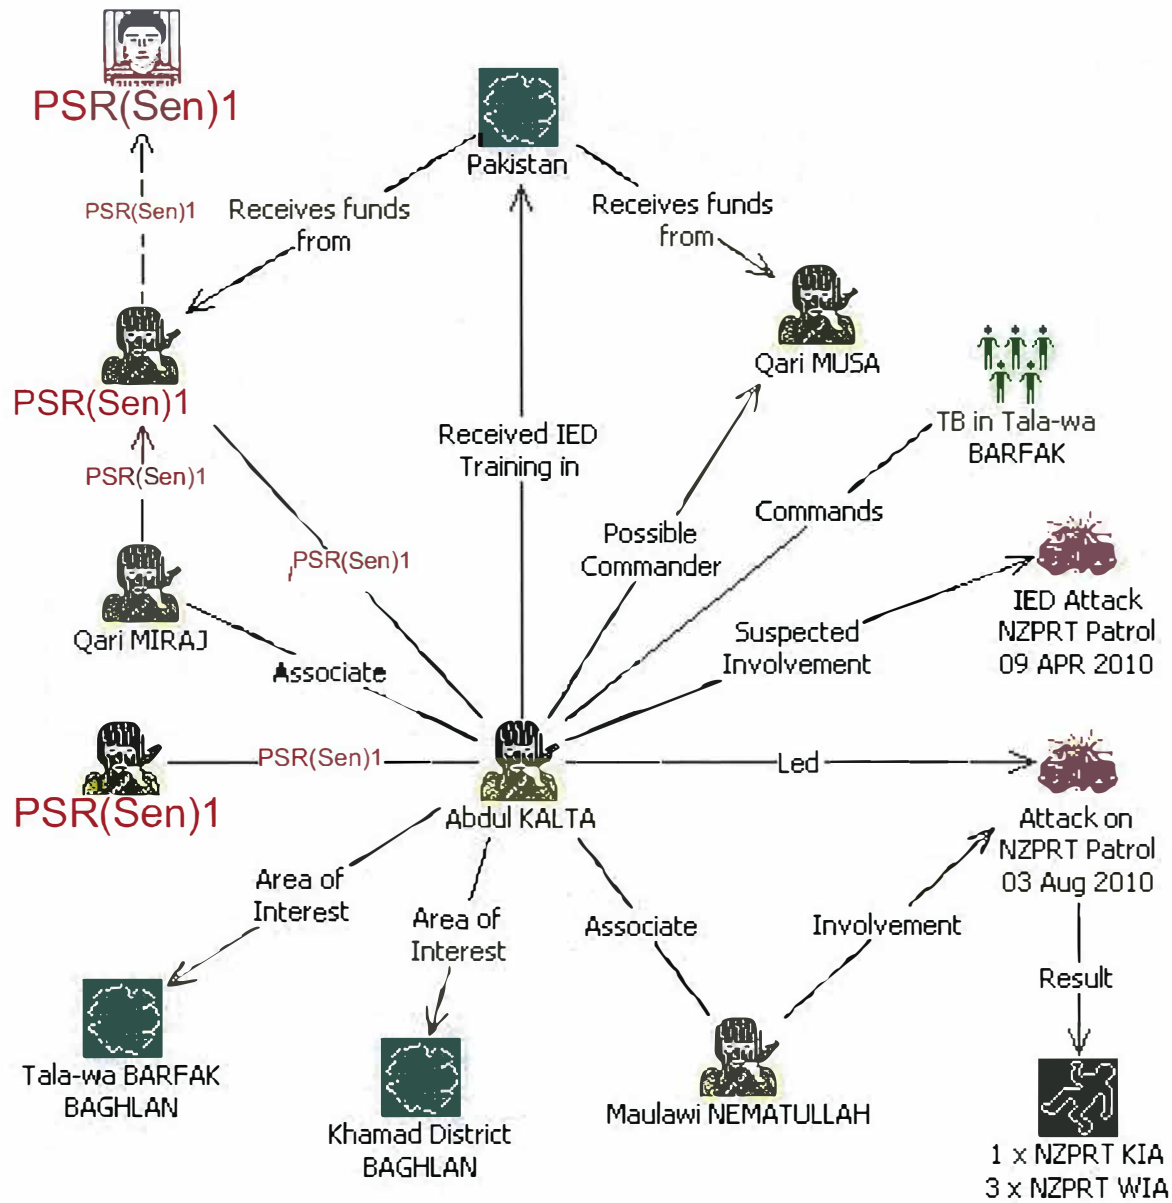 PSR(Sen)1
Pakistan
PSR(Sen)1
Receives funds
from
Receives funds
from
Qari MUSA
PSR(Sen)1
TB in Tala-wa
BARFAK
Received IED
Training in
PSR(Sen)1
Commands
Possible
Commander
PSR(Sen)1
IED Attack
NZPRT Patrol
09 APR 2010
Qari MIRAJ
Suspected
Involvement
Associate
PSR(Sen)1
Led
PSR(Sen)1
Abdul KALTA
Attack on
NZPRT Patrol
03 Aug 2010
Area of
Interest
Area of
Interest
Associate
Involvement
Result
Tala-wa BARFAK
BAGHLAN
Khamad District
BAGHLAN
Maulawi NEMATULLAH
1 x NZPRT KIA
3 x NZPRT WIA